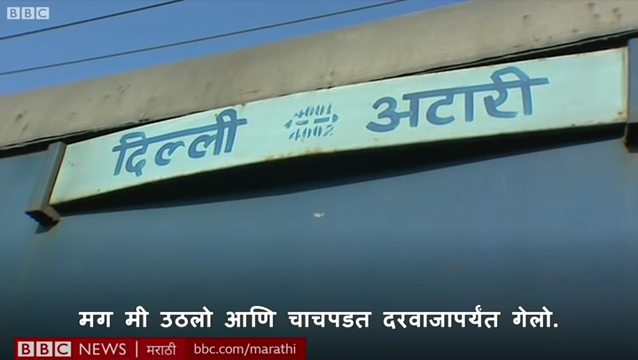 BBC
दिल्ली 4001 अटारी
4002
मग मी उठलो आणि चाचपडत दरवाजापर्यंत गेलो.
BBC NEWS | मराठी bbc.com/marathi